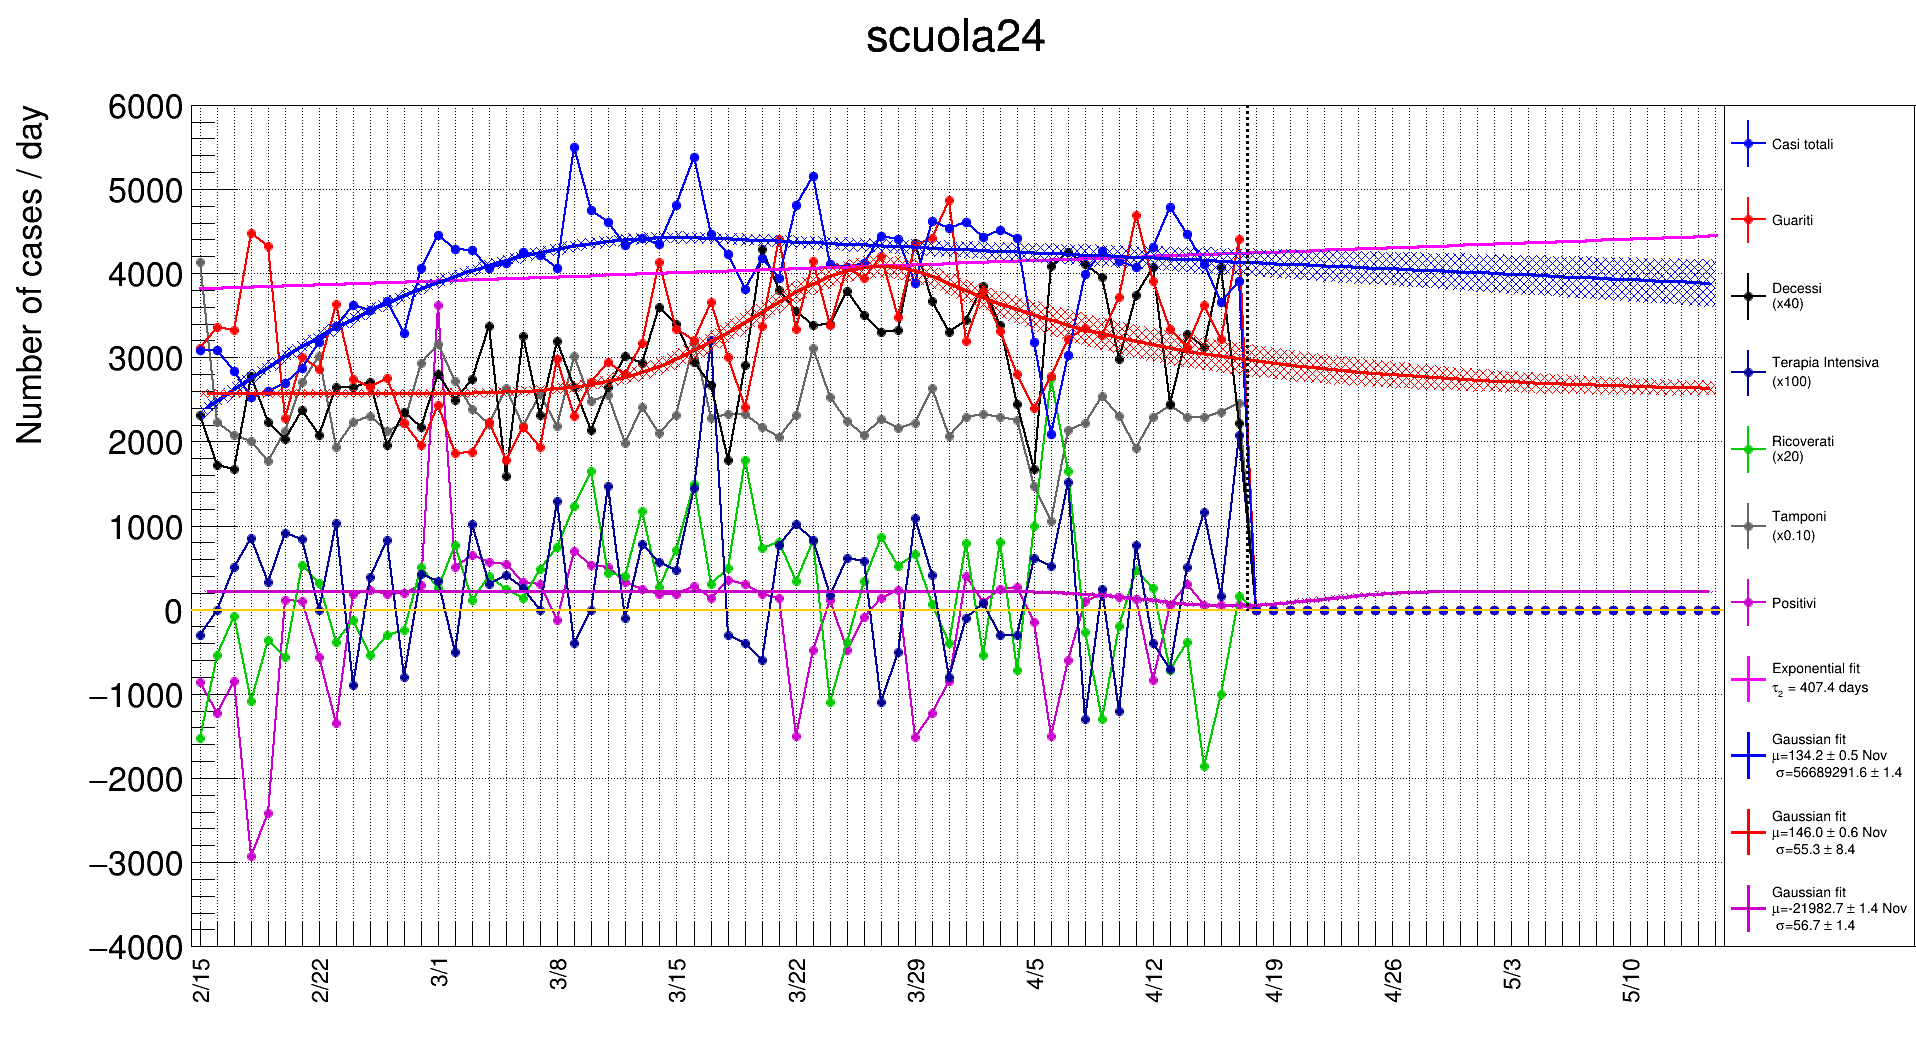 scuola24
Number of cases / day
6000
5000
4000
3000
2000
1000
0
−1000
−2000
−3000
−4000
2/15
2/22
3/1
3/8
3/15
3/22
3/29
4/5
4/12
4/19
4/26
5/3
5/10
Casi totali
Guariti
Decessi
(x40)
Terapia Intensiva
(x100)
Ricoverati
(x20)
Tamponi
(x0.10)
Positivi
Exponential fit
τ₂ = 407.4 days
Gaussian fit
μ=134.2 ± 0.5 Nov
σ=56689291.6 ± 1.4
Gaussian fit
μ=146.0 ± 0.6 Nov
σ=55.3 ± 8.4
Gaussian fit
μ=-21982.7 ± 1.4 Nov
σ=56.7 ± 1.4